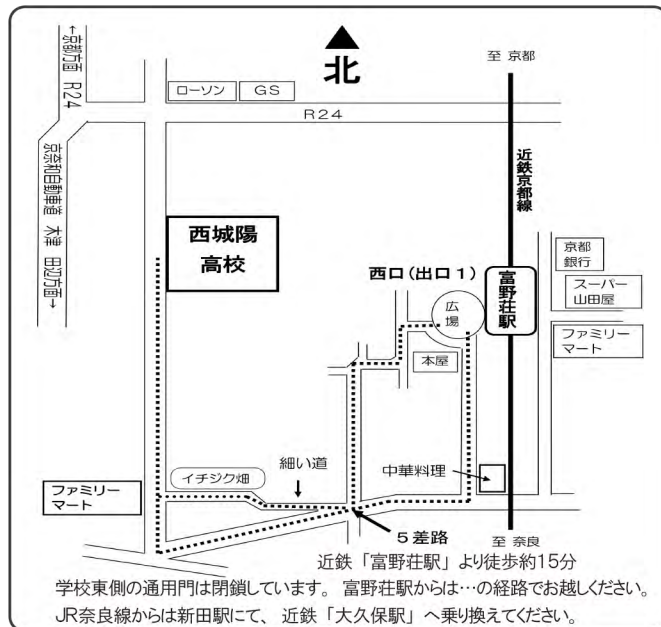 ←京都方面 R24
京奈和自動車道 木津 田辺方面→
北
至 京都
ローソン
GS
R24
近鉄京都線
西城陽
高校
西口(出口1)
広
場
富野荘駅
京都
銀行
スーパー
山田屋
ファミリー
マート
本屋
イチジク畑
細い道
中華料理
ファミリー
マート
5差路
至 奈良
近鉄「富野荘駅」より徒歩約15分
学校東側の通用門は閉鎖しています。富野荘駅からは…の経路でお越しください。
JR奈良線からは新田駅にて、近鉄「大久保駅」へ乗り換えてください。